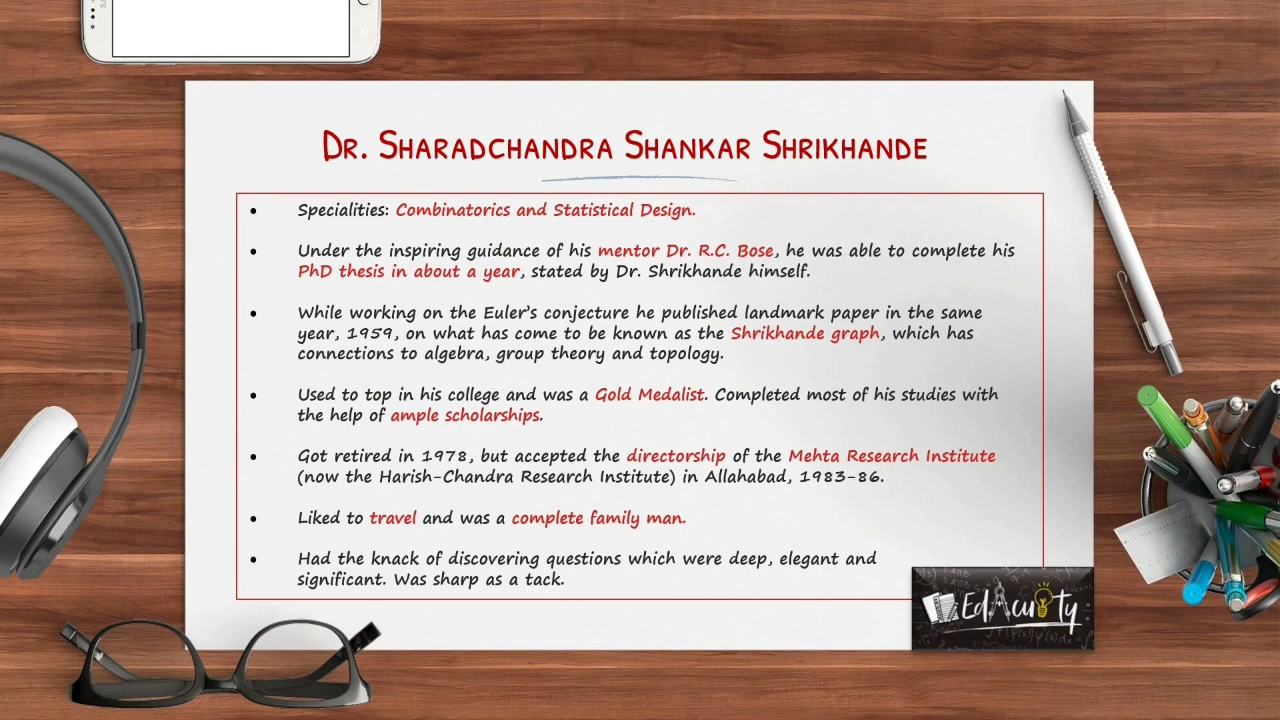 Dr. Sharadchandra Shankar Shrikhande
• Specialities: Combinatorics and Statistical Design.
• Under the inspiring guidance of his mentor Dr. R.C. Bose, he was able to complete his
PhD thesis in about a year, stated by Dr. Shrikhande himself.
• While working on the Euler's conjecture he published landmark paper in the same
year, 1959, on what has come to be known as the Shrikhande graph, which has
connections to algebra, group theory and topology.
• Used to top in his college and was a Gold Medalist. Completed most of his studies with
the help of ample scholarships.
• Got retired in 1978, but accepted the directorship of the Mehta Research Institute
(now the Harish-Chandra Research Institute) in Allahabad, 1983-86.
• Liked to travel and was a complete family man.
• Had the knack of discovering questions which were deep, elegant and
significant. Was sharp as a tack.
EdAcuity